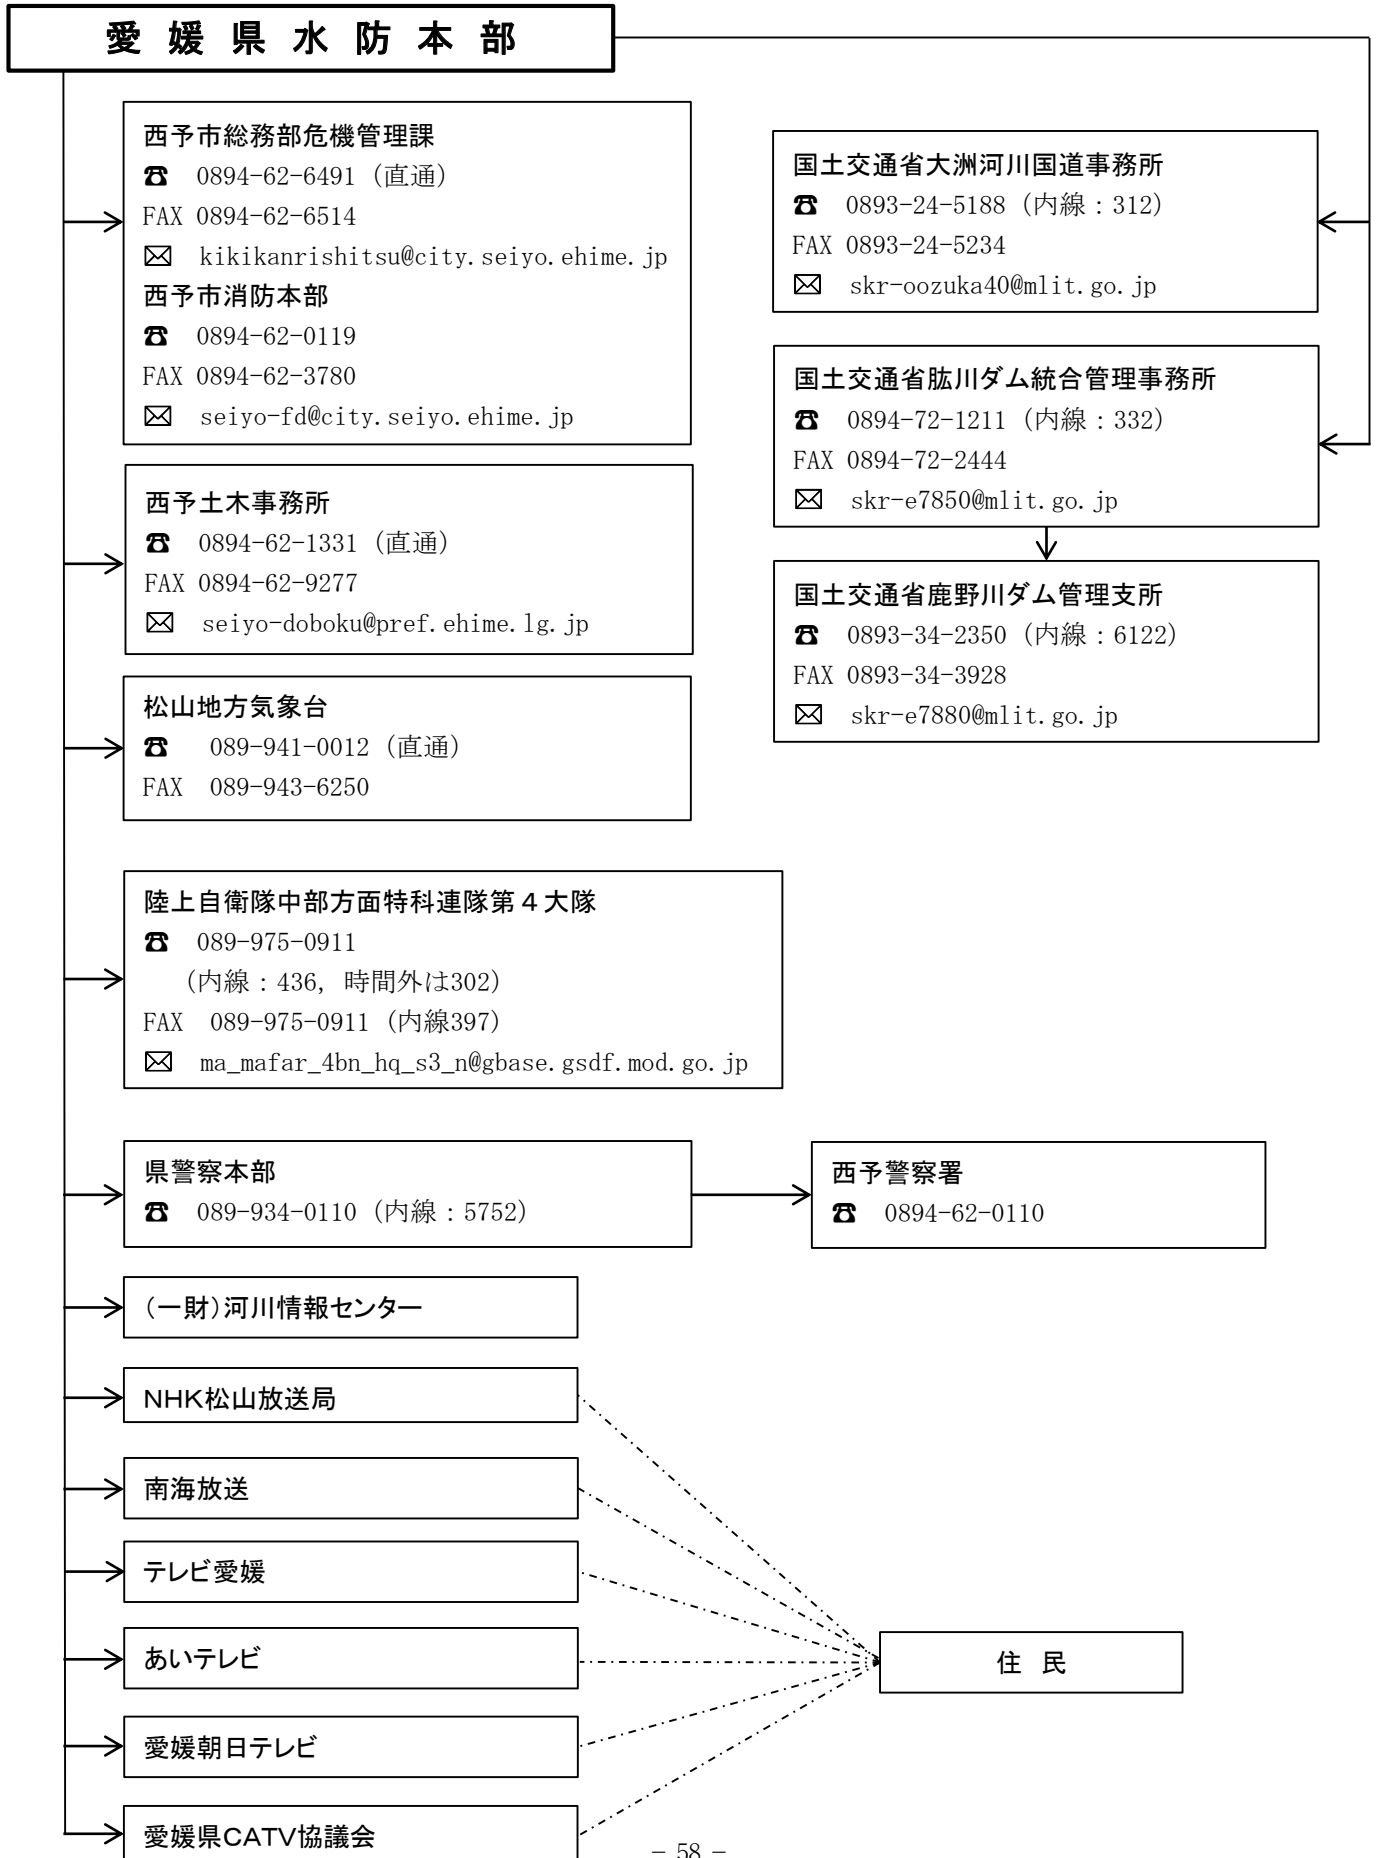 愛媛県水防本部
西予市総務部危機管理課
☎ 0894-62-6491（直通）
FAX 0894-62-6514
✉ kikikanrishitsu@city.seiyo.ehime.jp
西予市消防本部
☎ 0894-62-0119
FAX 0894-62-3780
✉ seiyo-fd@city.seiyo.ehime.jp
国土交通省大洲河川国道事務所
☎ 0893-24-5188（内線：312）
FAX 0893-24-5234
✉ skr-oozuka40@mlit.go.jp
国土交通省肱川ダム統合管理事務所
☎ 0894-72-1211（内線：332）
FAX 0894-72-2444
✉ skr-e7850@mlit.go.jp
西予土木事務所
☎ 0894-62-1331（直通）
FAX 0894-62-9277
✉ seiyo-doboku@pref.ehime.lg.jp
国土交通省鹿野川ダム管理支所
☎ 0893-34-2350（内線：6122）
FAX 0893-34-3928
✉ skr-e7880@mlit.go.jp
松山地方気象台
☎ 089-941-0012（直通）
FAX 089-943-6250
陸上自衛隊中部方面特科連隊第４大隊
☎ 089-975-0911
（内線：436, 時間外は302）
FAX 089-975-0911（内線397）
✉ ma_mafar_4bn_hq_s3_n@gbase.gsdf.mod.go.jp
県警察本部
☎ 089-934-0110（内線：5752）
西予警察署
☎ 0894-62-0110
（一財）河川情報センター
NHK松山放送局
南海放送
テレビ愛媛
あいテレビ
住 民
愛媛朝日テレビ
愛媛県CATV協議会
- 58 -